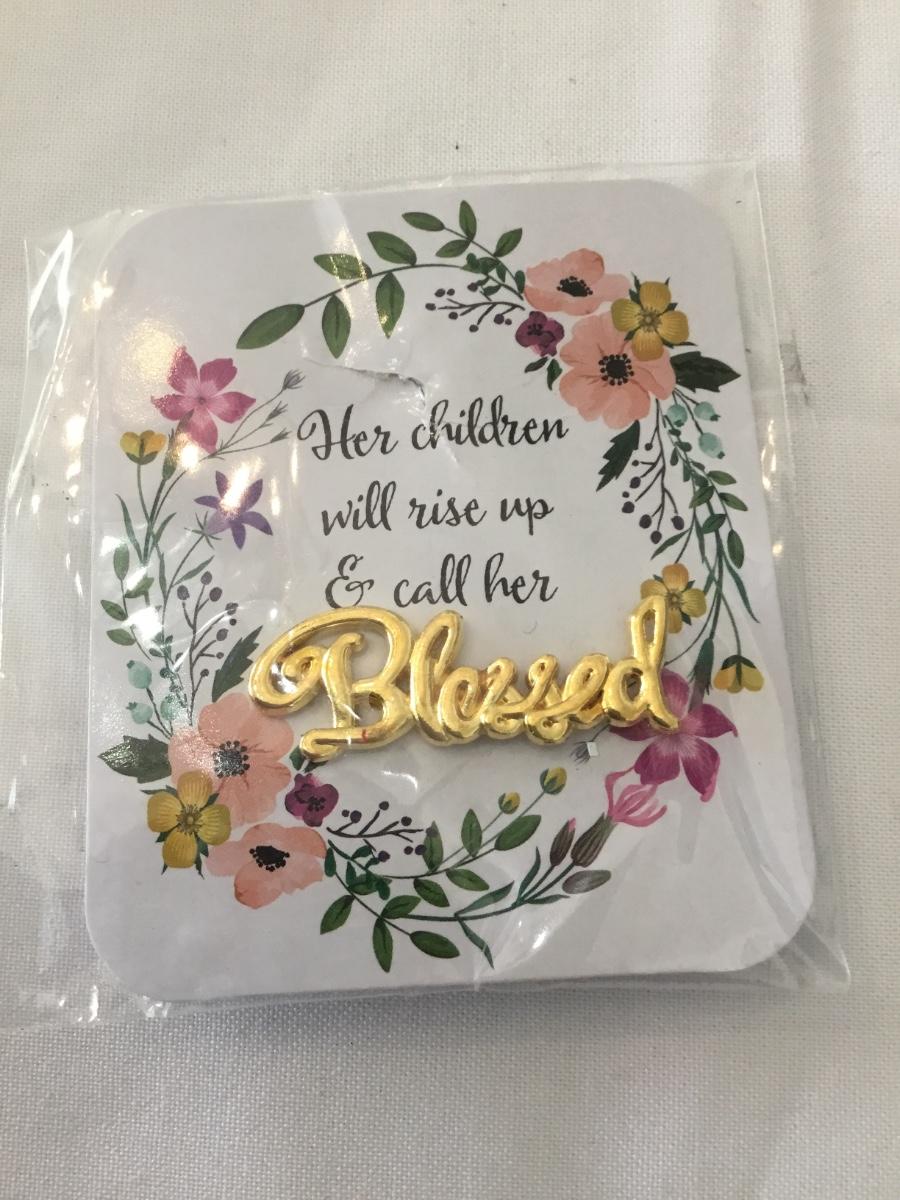 Her children
will rise up
& call her
Blessed